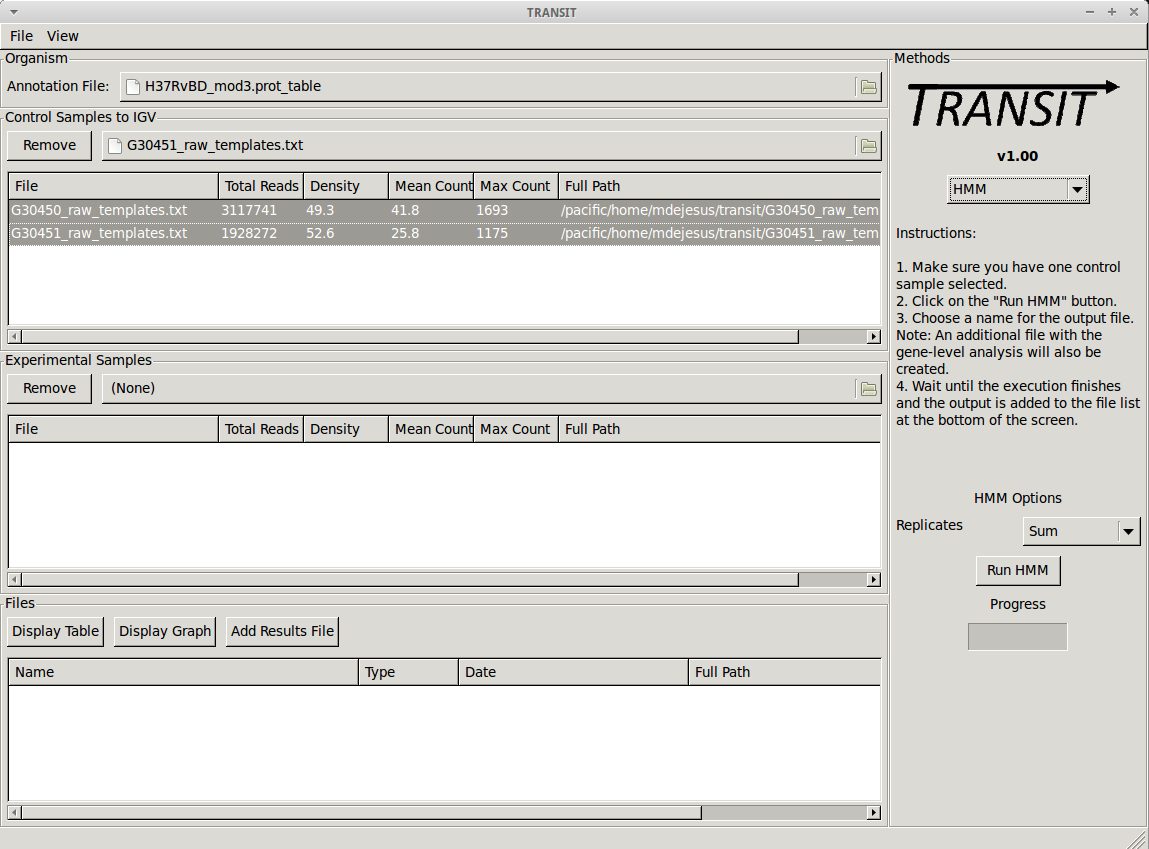 TRANSIT
File View
Organism
Annotation File: H37RvBD_mod3.prot_table
Control Samples to IGV
Remove G30451_raw_templates.txt
File Total Reads Density Mean Count Max Count Full Path
G30450_raw_templates.txt 3117741 49.3 41.8 1693 /pacific/home/mdejesus/transit/G30450_raw_tem
G30451_raw_templates.txt 1928272 52.6 25.8 1175 /pacific/home/mdejesus/transit/G30451_raw_tem
Experimental Samples
Remove (None)
File Total Reads Density Mean Count Max Count Full Path
Files
Display Table Display Graph Add Results File
Name Type Date Full Path
Methods
TRANSIT
v1.00
HMM
Instructions:
1. Make sure you have one control
sample selected.
2. Click on the "Run HMM" button.
3. Choose a name for the output file.
Note: An additional file with the
gene-level analysis will also be
created.
4. Wait until the execution finishes
and the output is added to the file list
at the bottom of the screen.
HMM Options
Replicates Sum
Run HMM
Progress